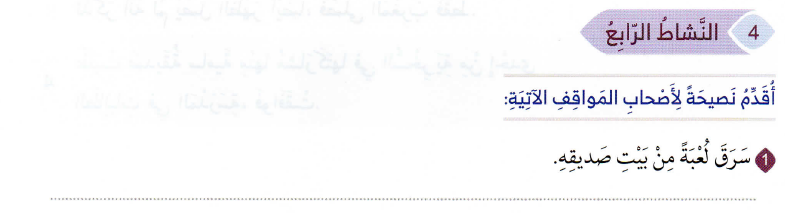 4 النَّشاطُ الرّابِعُ
أُقَدِّمُ نَصيحَةً لِأَصْحابِ المَواقِفِ الآتِيَةِ:
1 سَرَقَ لُعْبَةً مِنْ بَيْتِ صَديقِهِ.